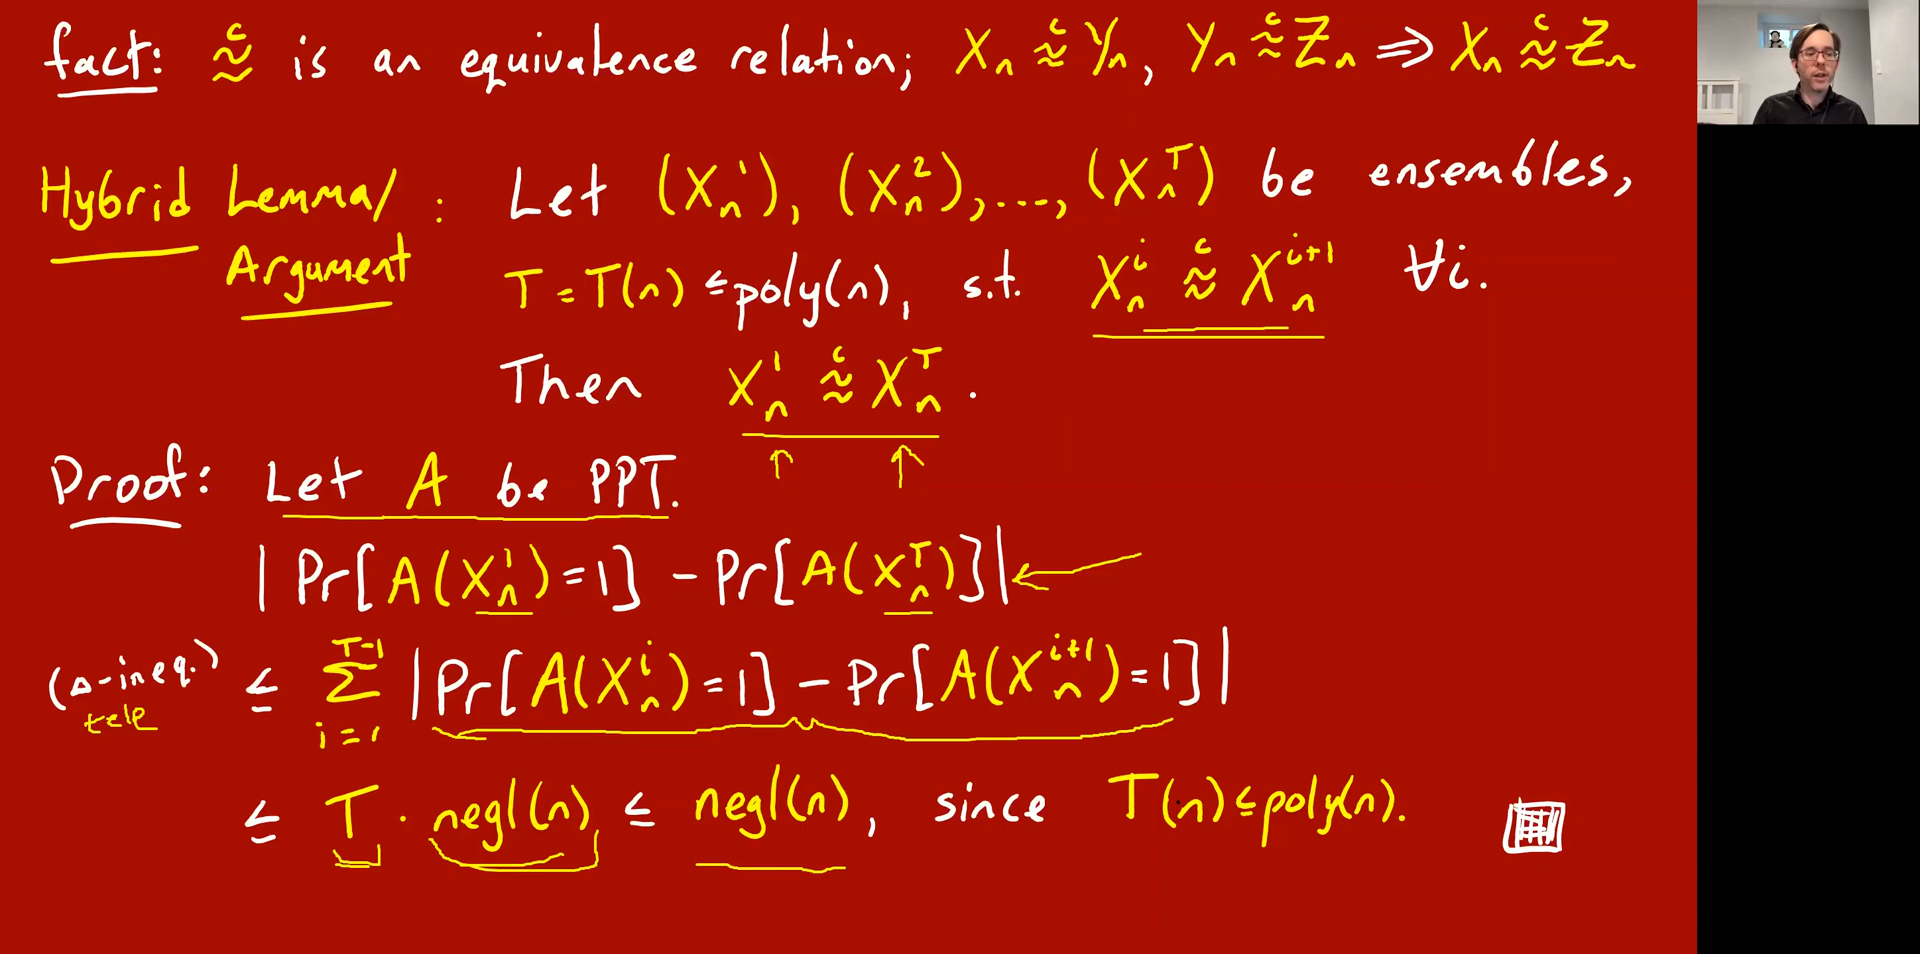 fact: ≈ᶜ is an equivalence relation; Xₙ ≈ᶜ Yₙ, Yₙ ≈ᶜ Zₙ ⇒ Xₙ ≈ᶜ Zₙ
Hybrid Lemma/Argument: Let (Xₙ¹), (Xₙ²), ..., (Xₙᵀ) be ensembles,
T = T(n) ≤ poly(n), s.t. Xₙⁱ ≈ᶜ Xₙⁱ⁺¹ ∀i.
Then Xₙ¹ ≈ᶜ Xₙᵀ.
Proof: Let A be PPT.
| Pr[A(Xₙ¹)=1] - Pr[A(Xₙᵀ)]| ←
(Δ-ineq.) tele ≤ ∑_{i=1}^{T-1} |Pr[A(Xₙⁱ)=1] - Pr[A(Xₙⁱ⁺¹)=1]|
≤ T · negl(n) ≤ negl(n), since T(n) ≤ poly(n).